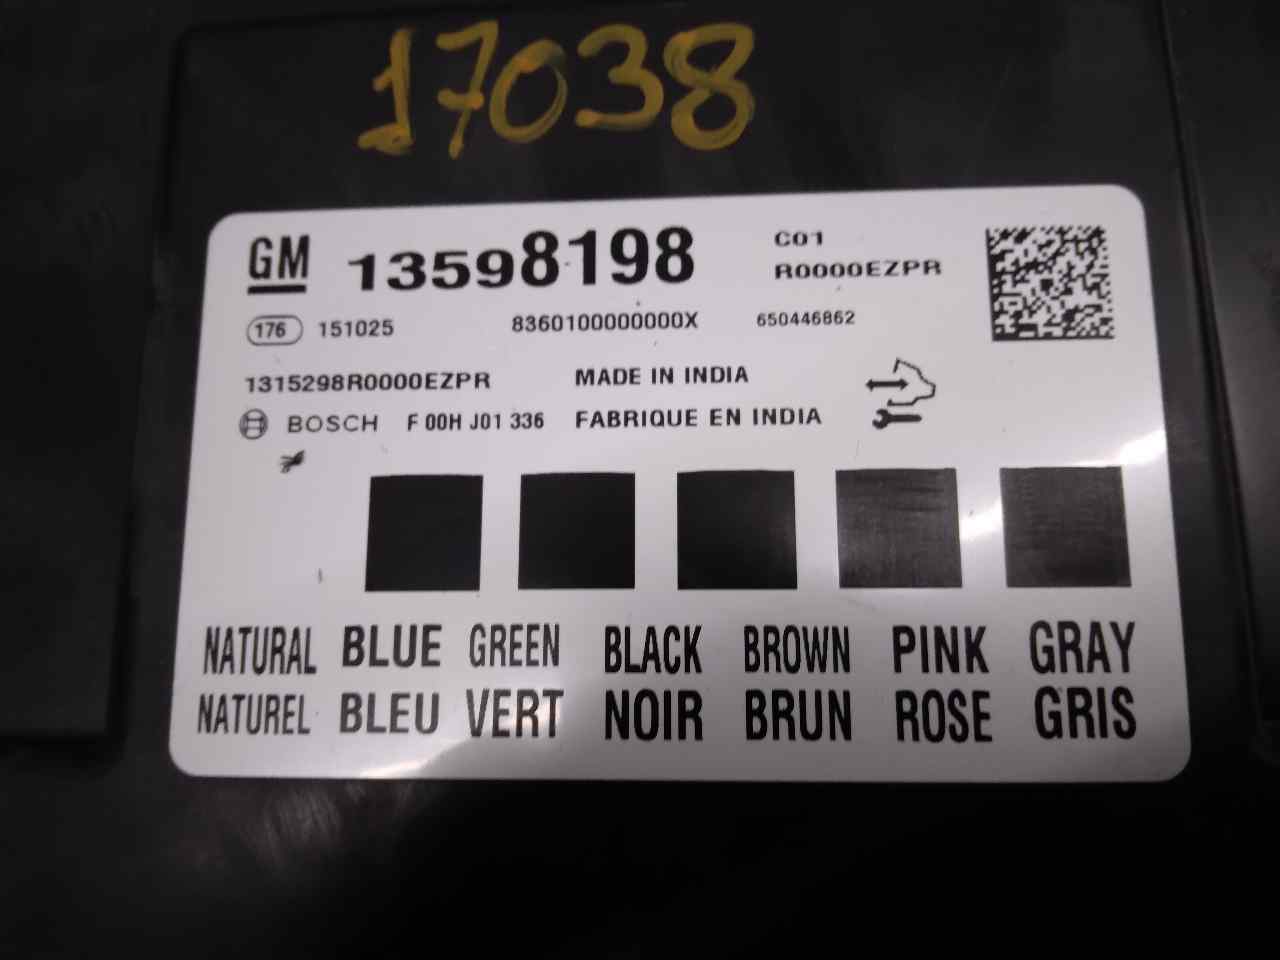 17038
GM 13598198 C01
R0000EZPR
176 151025 8360100000000X 650446862
1315298R0000EZPR MADE IN INDIA
BOSCH F 00H J01 336 FABRIQUE EN INDIA
NATURAL BLUE GREEN BLACK BROWN PINK GRAY
NATUREL BLEU VERT NOIR BRUN ROSE GRIS